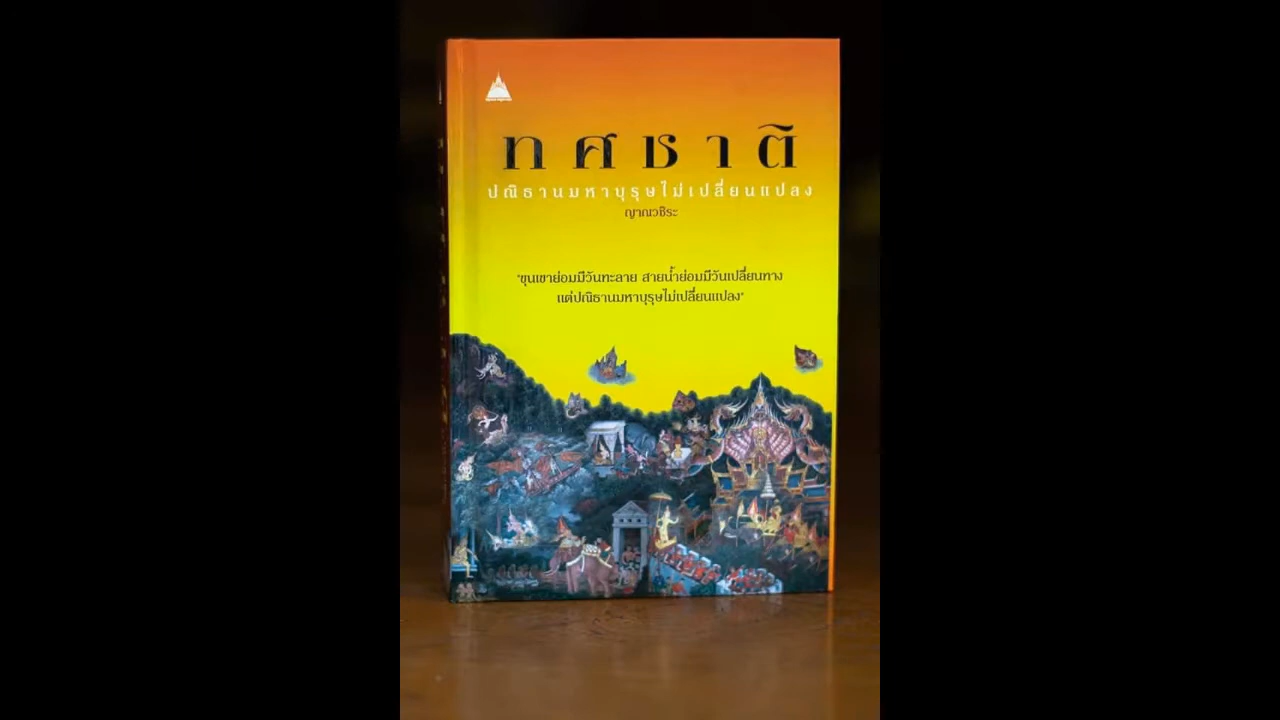 ทศชาติ
ปณิธานมหาบุรุษไม่เปลี่ยนแปลง
ญาณวชิระ
"ขุนเขาย่อมมีวันทะลาย สายน้ำย่อมมีวันเปลี่ยนทาง
แต่ปณิธานมหาบุรุษไม่เปลี่ยนแปลง"